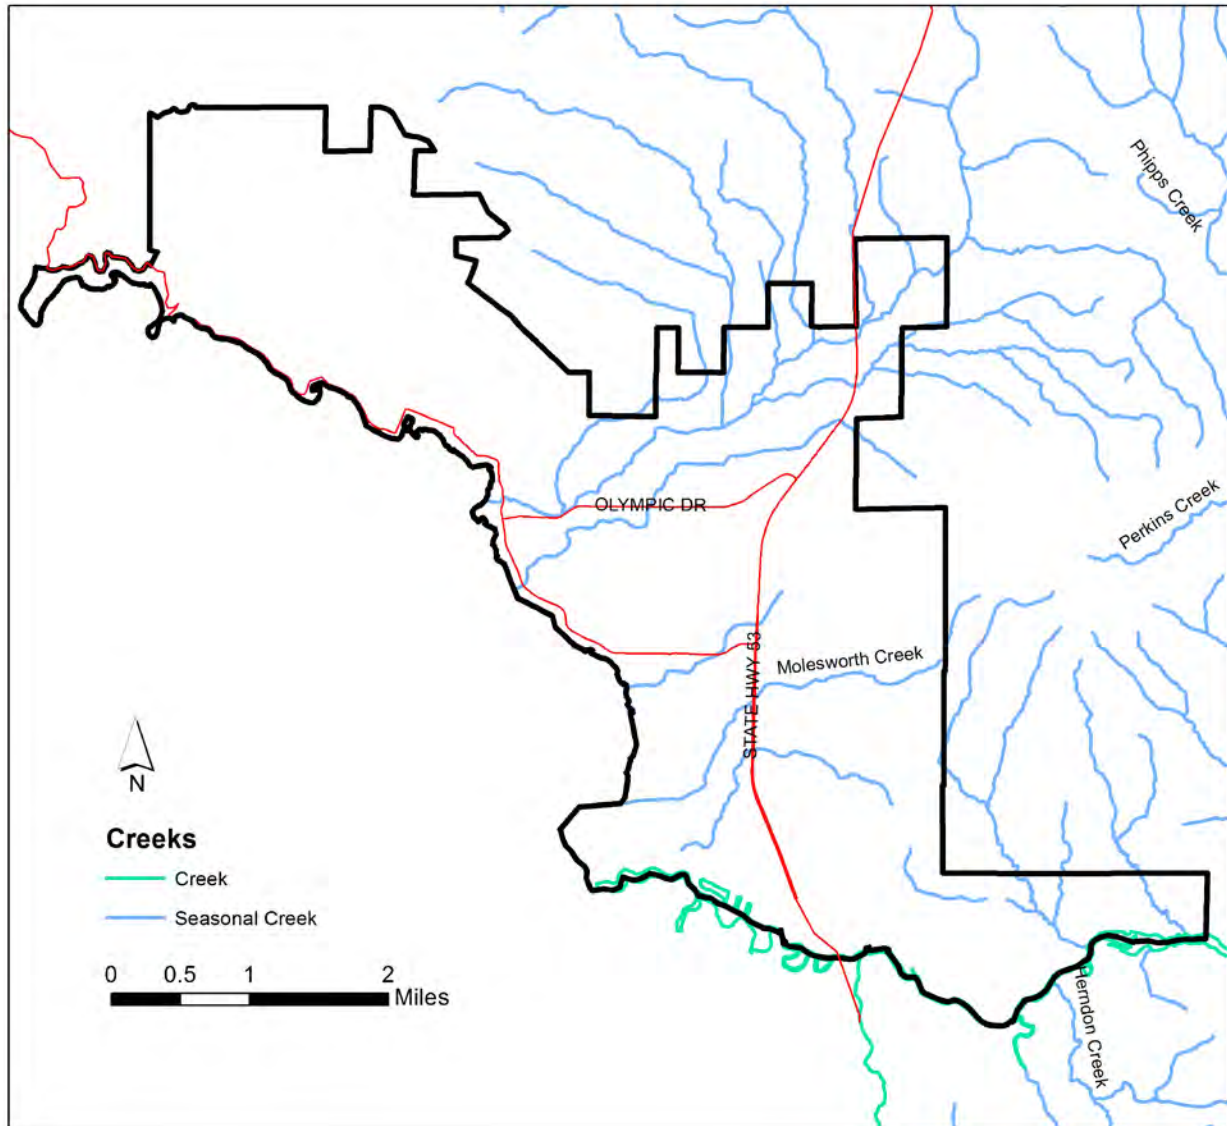 Phipps Creek
OLYMPIC DR
Perkins Creek
STATE HWY 53
Molesworth Creek
N
Creeks
Creek
Seasonal Creek
0 0.5 1 2
Miles
Herndon Creek